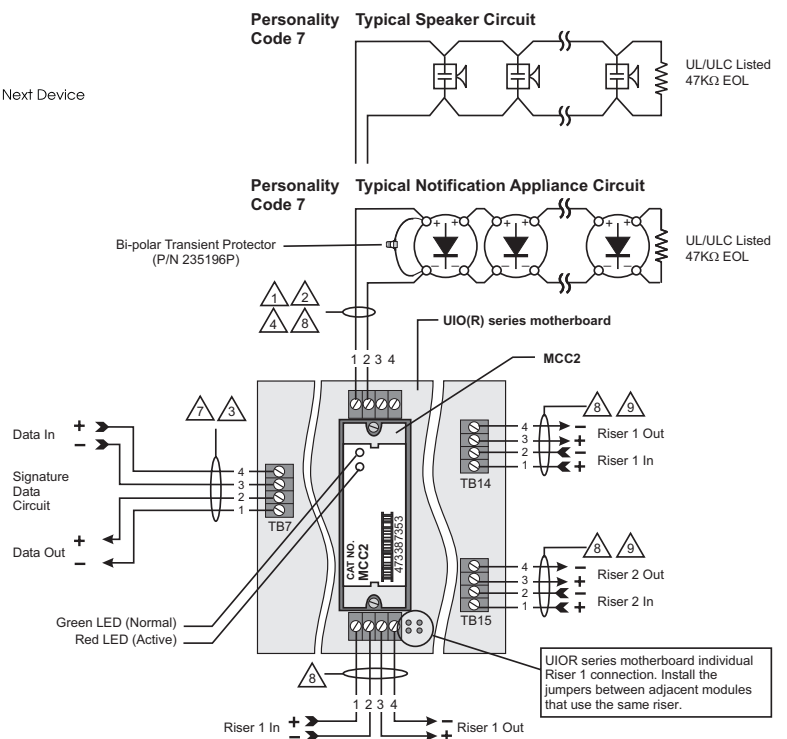 Personality Typical Speaker Circuit
Code 7
UL/ULC Listed
47KΩ EOL
Next Device
Personality Typical Notification Appliance Circuit
Code 7
+ + + + + +
− − − − − −
Bi-polar Transient Protector
(P/N 235196P)
UL/ULC Listed
47KΩ EOL
1 2
4 8
UIO(R) series motherboard
1 2 3 4
MCC2
7 3
8 9
Data In + −
4
3
2
1
TB7
Signature
Data
Circuit
Data Out + −
4 − Riser 1 Out
3 +
2 − Riser 1 In
1 +
TB14
CAT NO.
MCC2
473387353
8 9
4 − Riser 2 Out
3 +
2 − Riser 2 In
1 +
TB15
Green LED (Normal)
Red LED (Active)
UIOR series motherboard individual
Riser 1 connection. Install the
jumpers between adjacent modules
that use the same riser.
8
1 2 3 4
Riser 1 In + −
− + Riser 1 Out